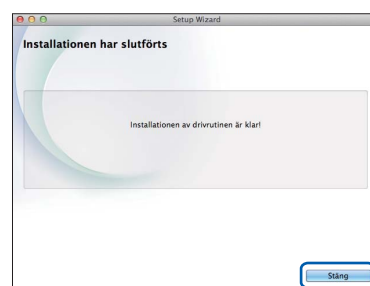 Setup Wizard
Installationen har slutförts
Installationen av drivrutinen är klar!
Stäng